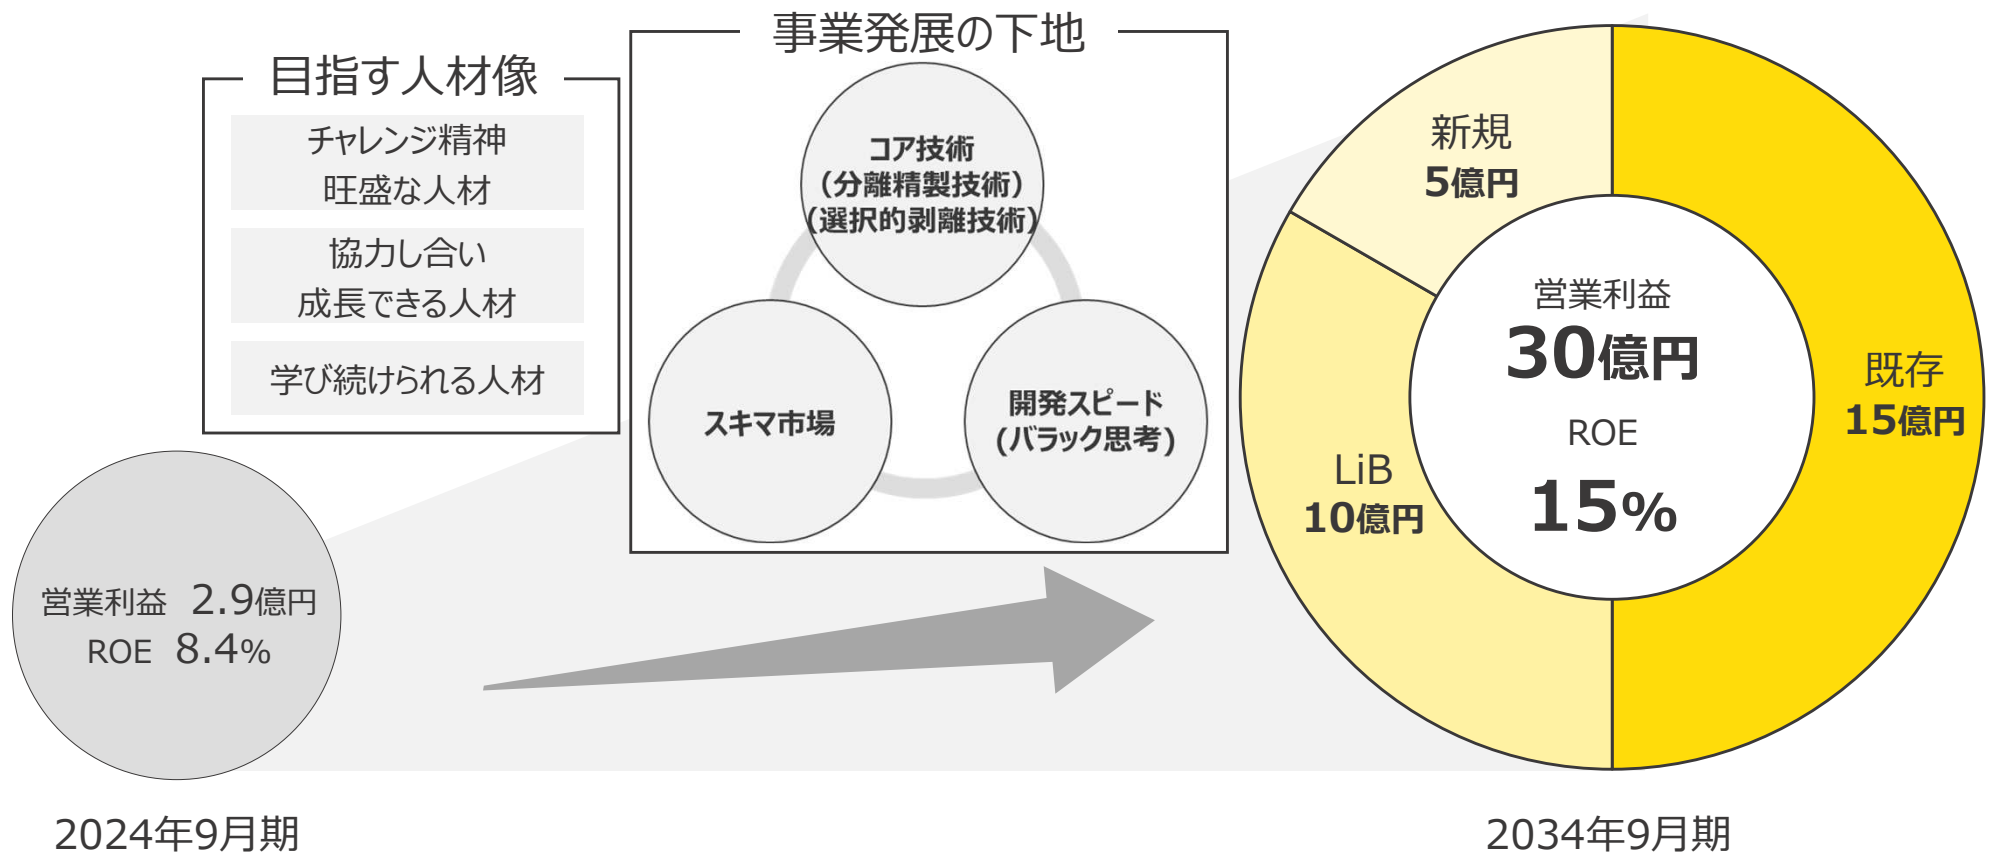 目指す人材像
チャレンジ精神
旺盛な人材
協力し合い
成長できる人材
学び続けられる人材
事業発展の下地
コア技術
(分離精製技術)
(選択的剥離技術)
スキマ市場
開発スピード
(バラック思考)
営業利益 2.9億円
ROE 8.4%
2024年9月期
新規
5億円
LiB
10億円
既存
15億円
営業利益
30億円
ROE
15%
2034年9月期